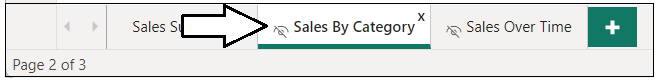 Sales Su
Sales By Category x
Sales Over Time +
Page 2 of 3